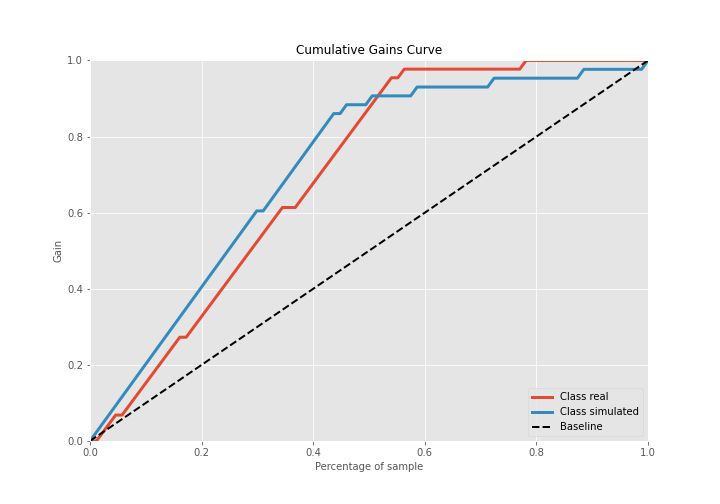 Cumulative Gains Curve
1.0
0.8
0.6
0.4
0.2
0.0
Gain
0.0 0.2 0.4 0.6 0.8 1.0
Percentage of sample
Class real
Class simulated
Baseline